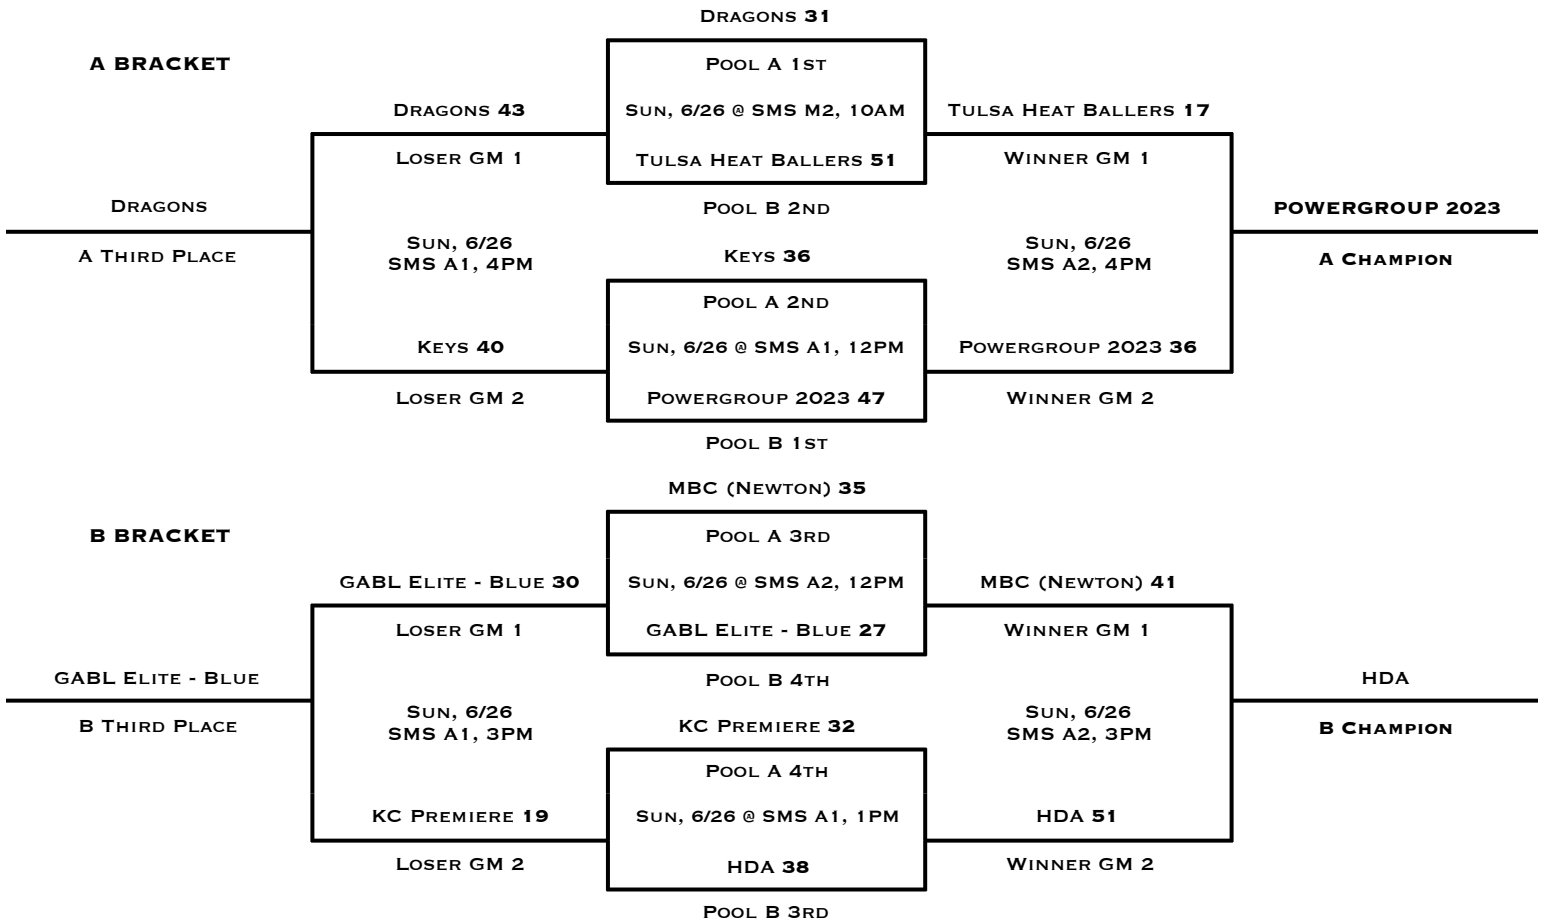 Dragons 31
A BRACKET
Pool A 1st
Dragons 43
Sun, 6/26 @ SMS M2, 10AM
Tulsa Heat Ballers 17
Loser GM 1
Tulsa Heat Ballers 51
Winner GM 1
Dragons
Pool B 2nd
POWERGROUP 2023
A Third Place
Sun, 6/26
SMS A1, 4PM
Keys 36
Sun, 6/26
SMS A2, 4PM
A Champion
Pool A 2nd
Keys 40
Sun, 6/26 @ SMS A1, 12PM
Powergroup 2023 36
Loser GM 2
Powergroup 2023 47
Winner GM 2
Pool B 1st
MBC (Newton) 35
B BRACKET
Pool A 3rd
GABL Elite - Blue 30
Sun, 6/26 @ SMS A2, 12PM
MBC (Newton) 41
Loser GM 1
GABL Elite - Blue 27
Winner GM 1
GABL Elite - Blue
Pool B 4th
HDA
B Third Place
Sun, 6/26
SMS A1, 3PM
KC Premiere 32
Sun, 6/26
SMS A2, 3PM
B Champion
Pool A 4th
KC Premiere 19
Sun, 6/26 @ SMS A1, 1PM
HDA 51
Loser GM 2
HDA 38
Winner GM 2
Pool B 3rd